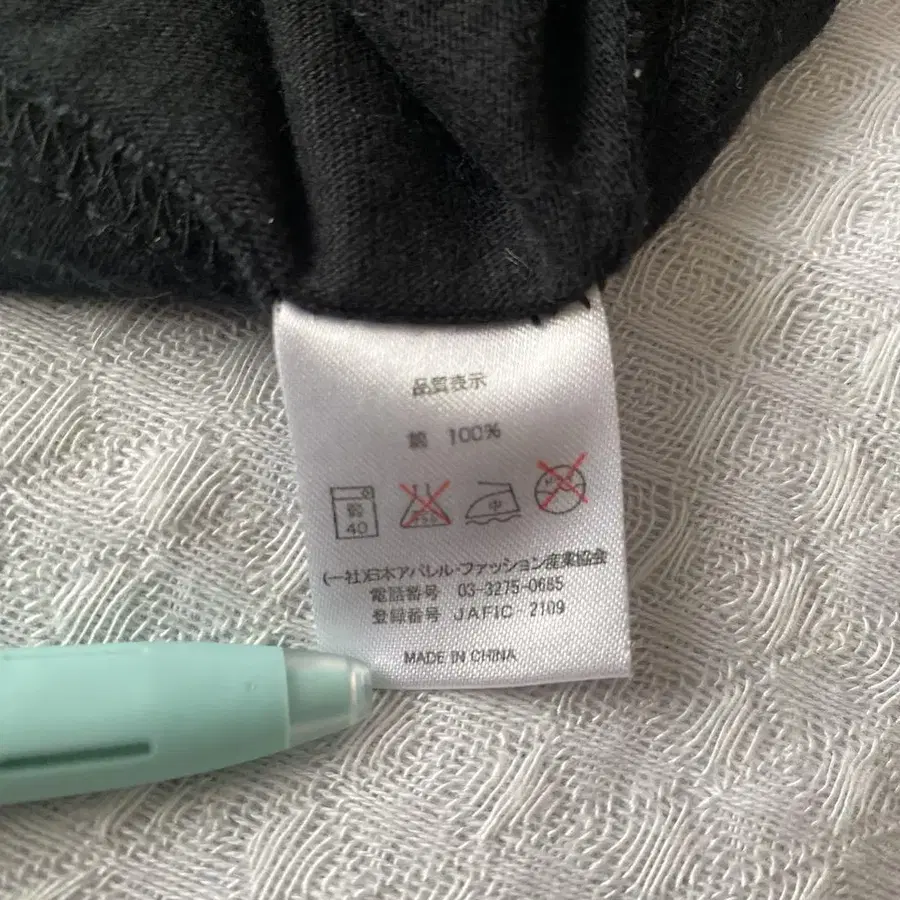 品質表示
綿 100%
弱
40
中
(一社)日本アパレル・ファッション産業協会
電話番号 03-3275-0685
登録番号 JAFIC 2109
MADE IN CHINA